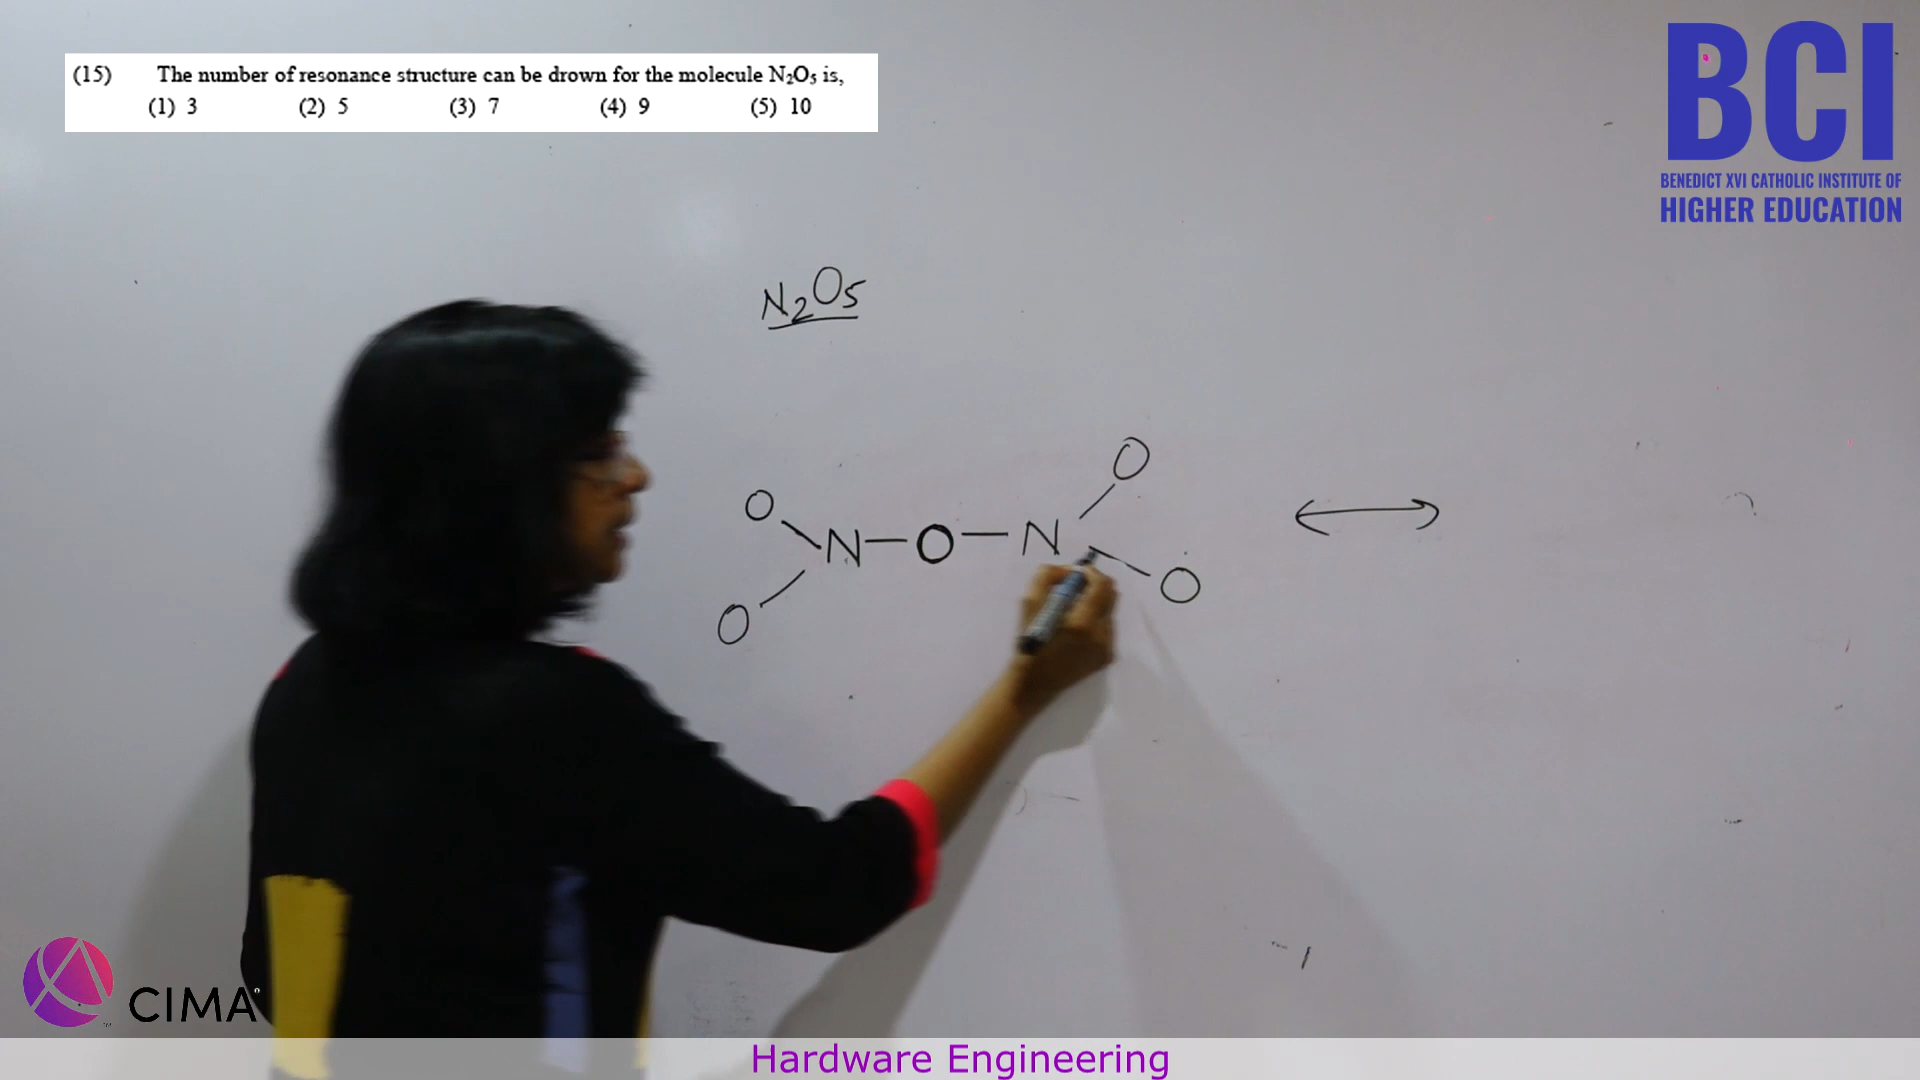 (15) The number of resonance structure can be drown for the molecule N₂O₅ is,
(1) 3 (2) 5 (3) 7 (4) 9 (5) 10
BCI
BENEDICT XVI CATHOLIC INSTITUTE OF
HIGHER EDUCATION
N₂O₅
O
O
N—O—N
O
O
CIMA
Hardware Engineering